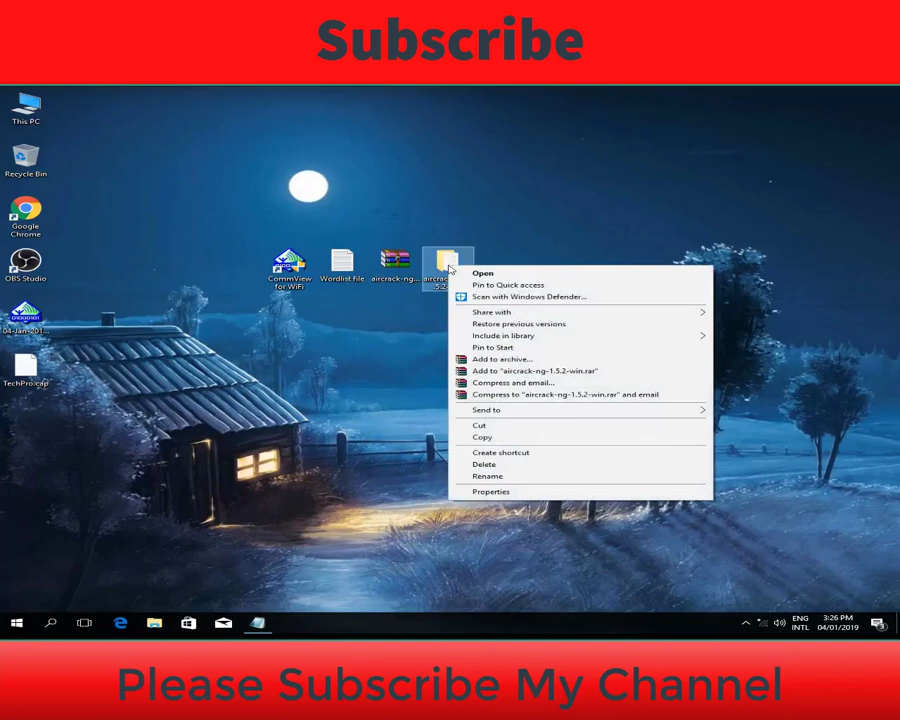 Subscribe
This PC
Recycle Bin
Google
Chrome
OBS Studio
04-Jan-201...
TechPro.cap
CommView
for WiFi
Wordlist file
aircrack-ng...
Open
Pin to Quick access
Scan with Windows Defender...
Share with
Restore previous versions
Include in library
Pin to Start
Add to archive...
Add to "aircrack-ng-1.5.2-win.rar"
Compress and email...
Compress to "aircrack-ng-1.5.2-win.rar" and email
Send to
Cut
Copy
Create shortcut
Delete
Rename
Properties
ENG
INTL
3:26 PM
04/01/2019
3
Please Subscribe My Channel